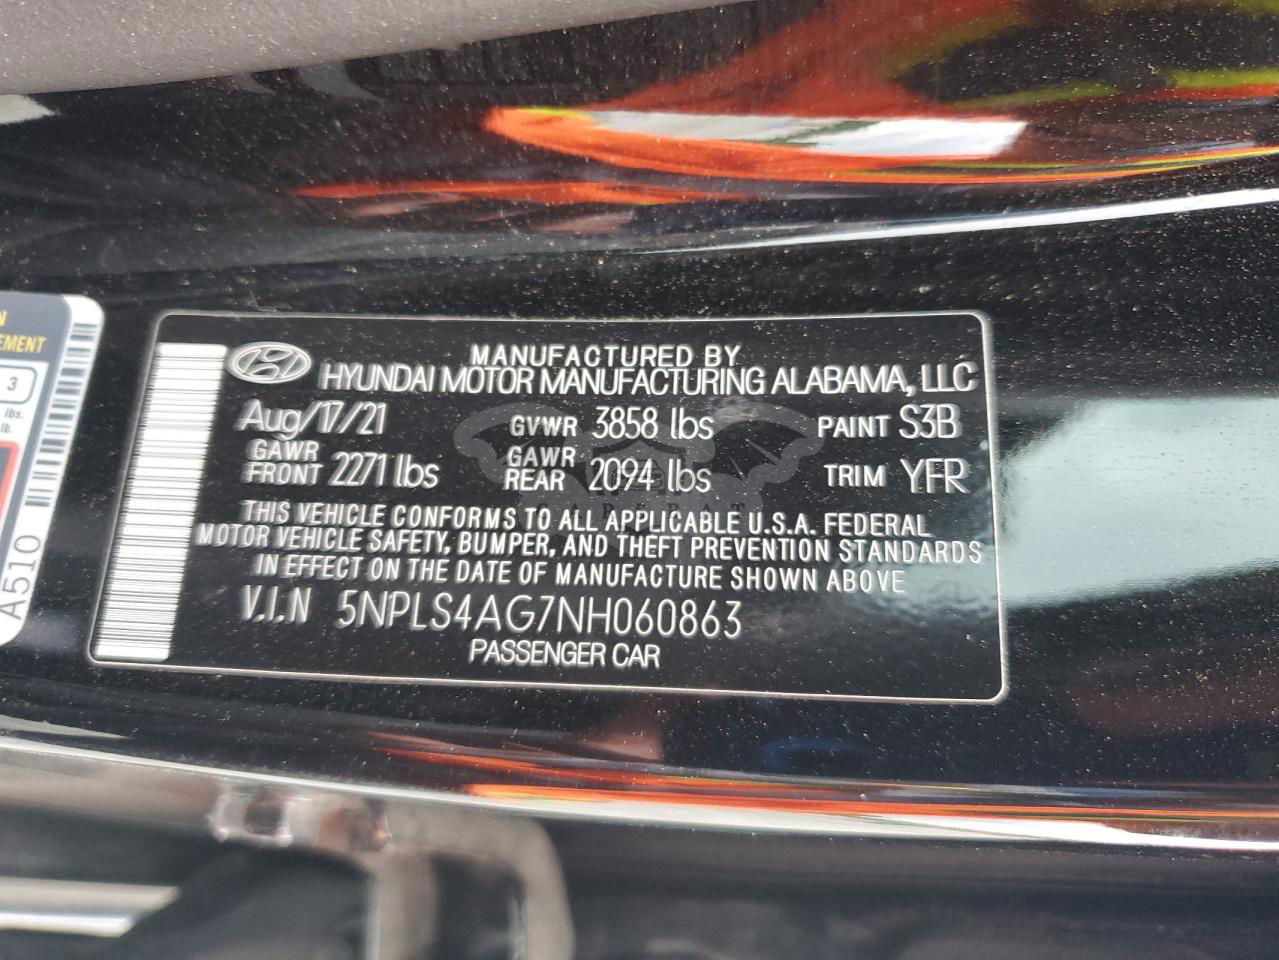 MANUFACTURED BY
HYUNDAI MOTOR MANUFACTURING ALABAMA, LLC
Aug/17/21 GVWR 3858 lbs PAINT S3B
GAWR FRONT 2271 lbs GAWR REAR 2094 lbs TRIM YFR
THIS VEHICLE CONFORMS TO ALL APPLICABLE U.S.A. FEDERAL
MOTOR VEHICLE SAFETY, BUMPER, AND THEFT PREVENTION STANDARDS
IN EFFECT ON THE DATE OF MANUFACTURE SHOWN ABOVE
V.I.N 5NPLS4AG7NH060863
PASSENGER CAR
3
lbs.
A510